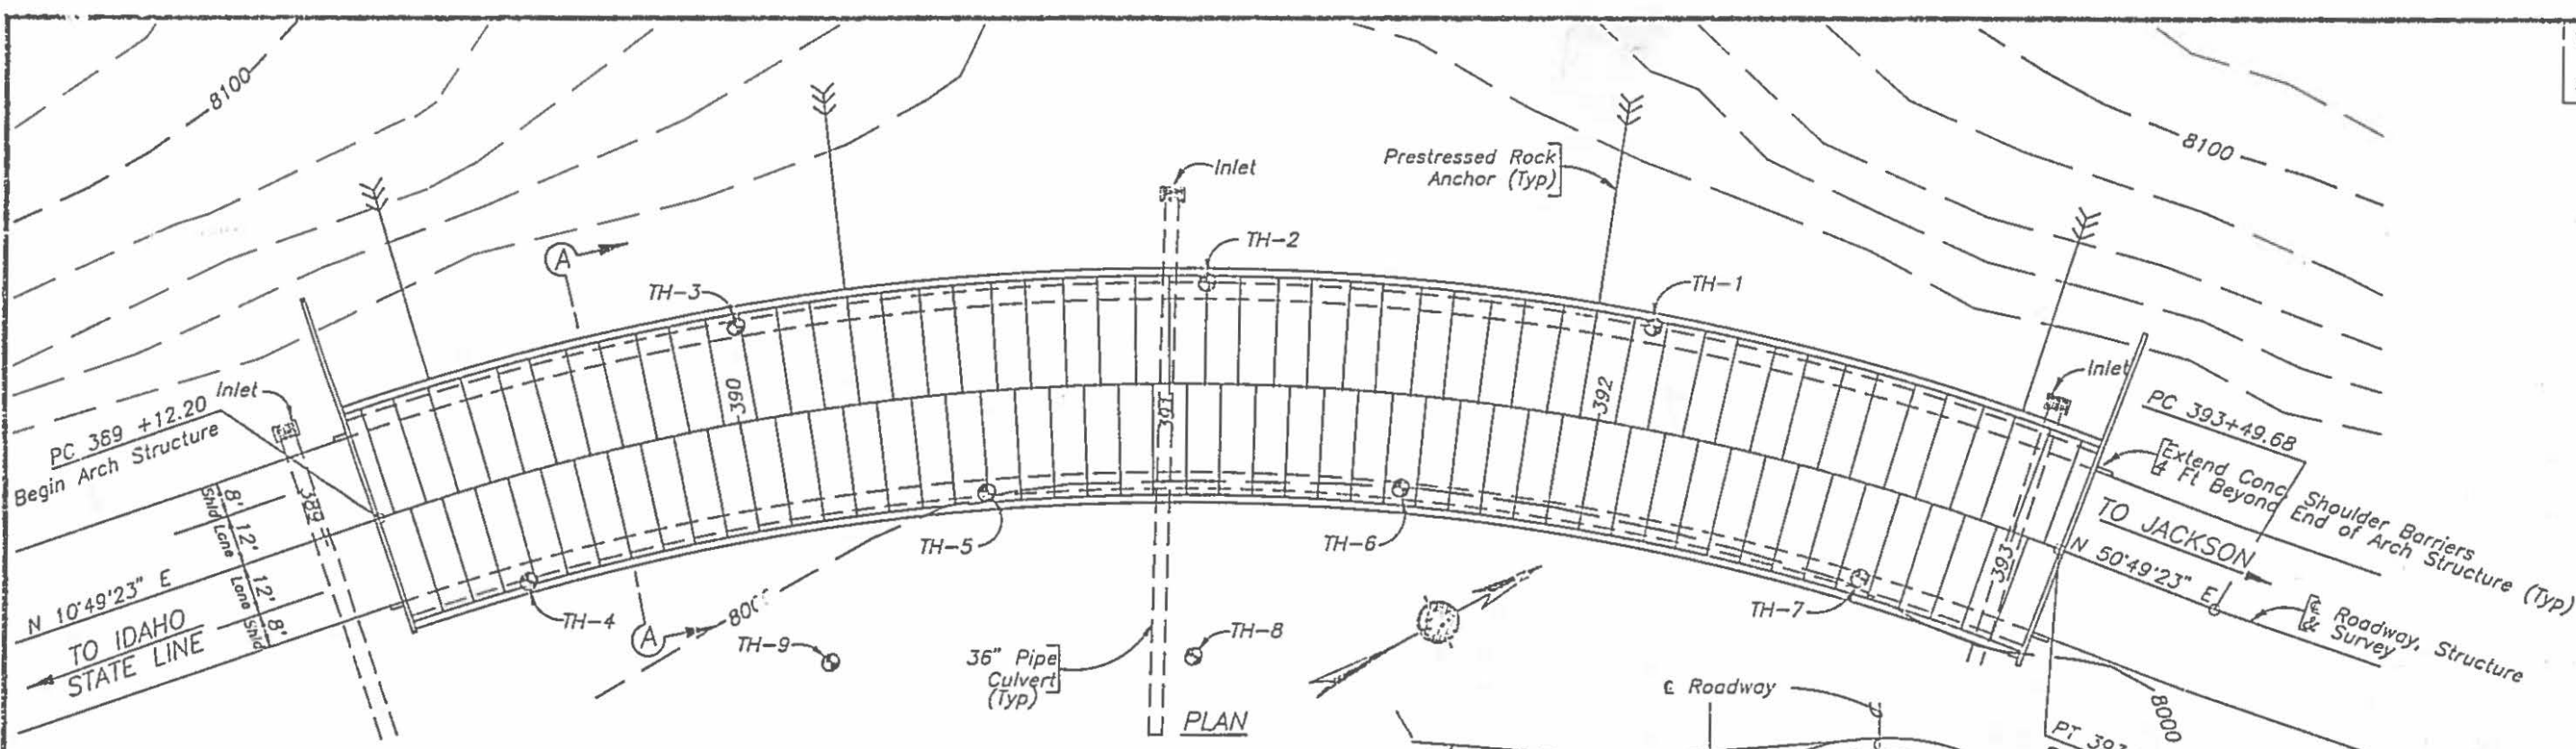 8100
Inlet
Prestressed Rock
Anchor (Typ)
8100
A
TH-2
TH-3
TH-1
390
391
392
Inlet
Inlet
PC 389 +12.20
Begin Arch Structure
PC 393+49.68
Extend Conc Shoulder Barriers
4 Ft Beyond End of Arch Structure (Typ)
389
8' 12' 12' 8'
Shld Lane Lane Shld
N 10°49'23" E
TO IDAHO
STATE LINE
TH-4
A
TH-5
TH-6
TH-7
393
TO JACKSON
N 50°49'23" E
℄ Roadway, Structure
& Survey
TH-9
TH-8
36" Pipe
Culvert
(Typ)
PLAN
℄ Roadway
8000
PT